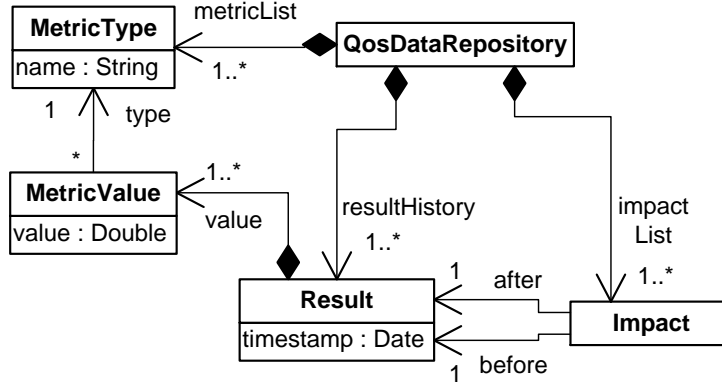 metricList
MetricType
QosDataRepository
name : String
1..*
1
type
*
1..*
MetricValue
value
resultHistory
impact
value : Double
List
1..*
1
after
1..*
Result
Impact
timestamp : Date
before
1